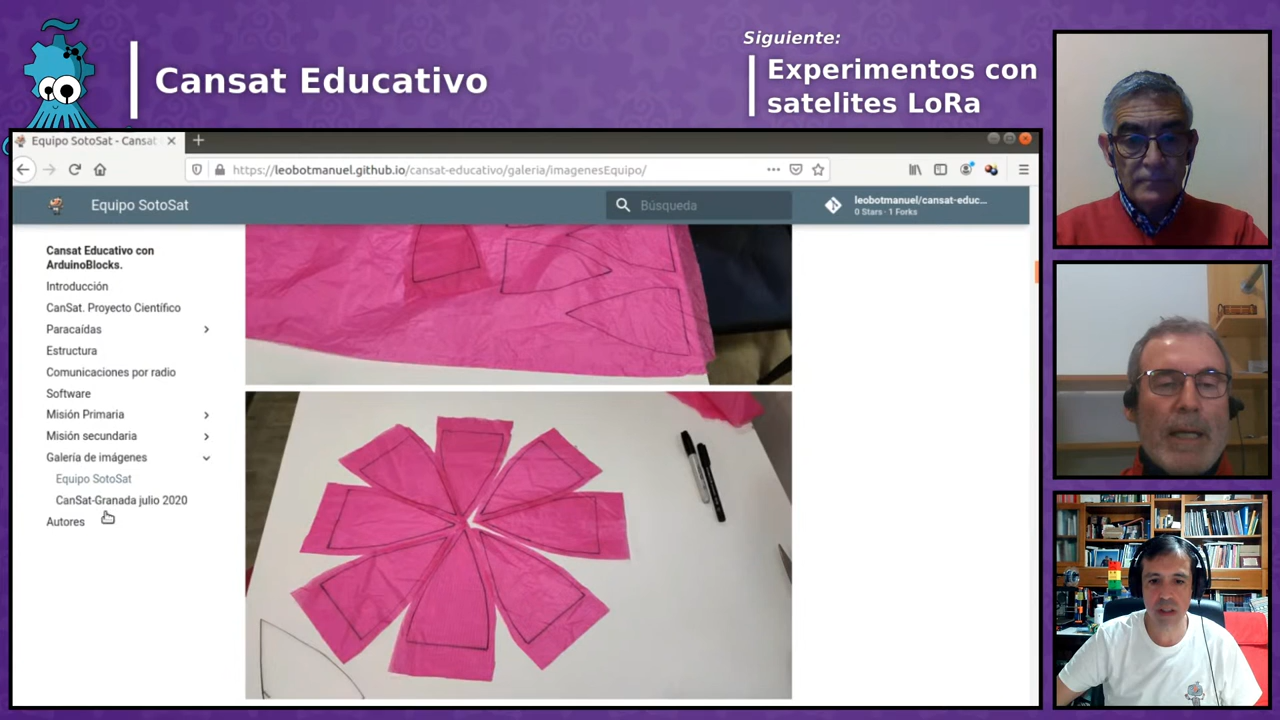 Cansat Educativo
Siguiente:
Experimentos con
satelites LoRa
Equipo SotoSat - Cansat
https://leobotmanuel.github.io/cansat-educativo/galeria/imagenesEquipo/
Equipo SotoSat
Búsqueda
leobotmanuel/cansat-educ...
0 Stars · 1 Forks
Cansat Educativo con
ArduinoBlocks.
Introducción
CanSat. Proyecto Científico
Paracaídas
Estructura
Comunicaciones por radio
Software
Misión Primaria
Misión secundaria
Galería de imágenes
Equipo SotoSat
CanSat-Granada julio 2020
Autores